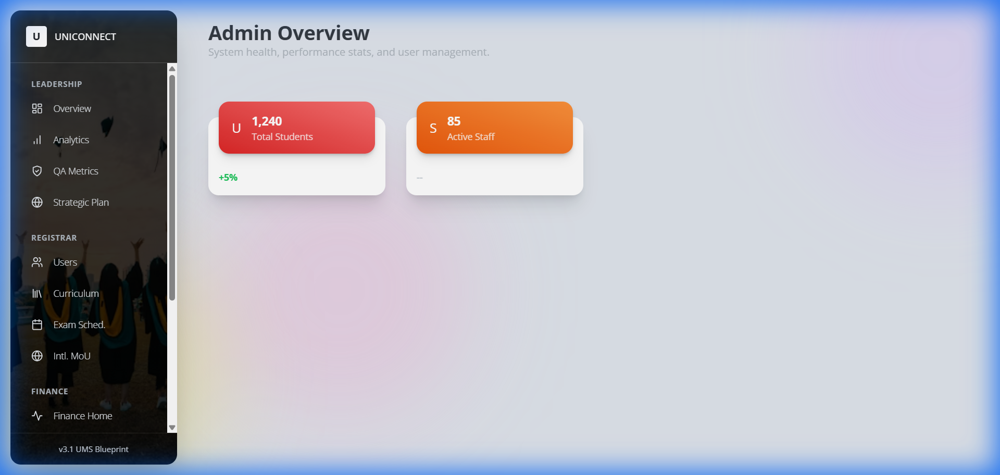 U UNICONNECT
LEADERSHIP
Overview
Analytics
QA Metrics
Strategic Plan
REGISTRAR
Users
Curriculum
Exam Sched.
Intl. MoU
FINANCE
Finance Home
v3.1 UMS Blueprint
Admin Overview
System health, performance stats, and user management.
U
1,240
Total Students
+5%
S
85
Active Staff
--